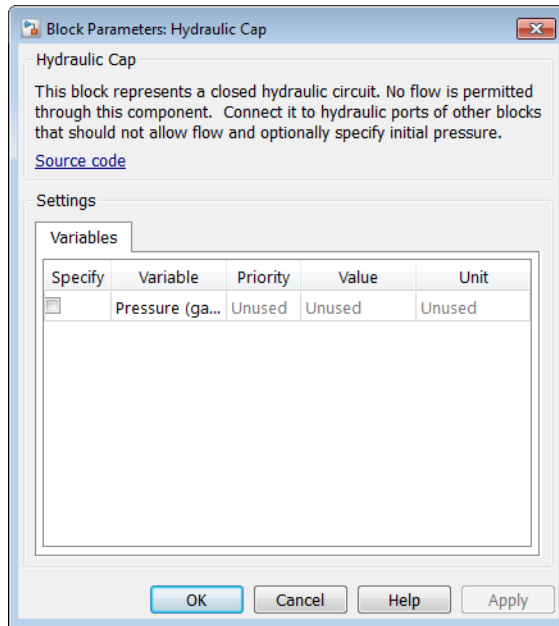 Block Parameters: Hydraulic Cap
Hydraulic Cap
This block represents a closed hydraulic circuit. No flow is permitted
through this component.  Connect it to hydraulic ports of other blocks
that should not allow flow and optionally specify initial pressure.
Source code
Settings
Variables
Specify Variable Priority Value Unit
Pressure (ga... Unused Unused Unused
OK Cancel Help Apply